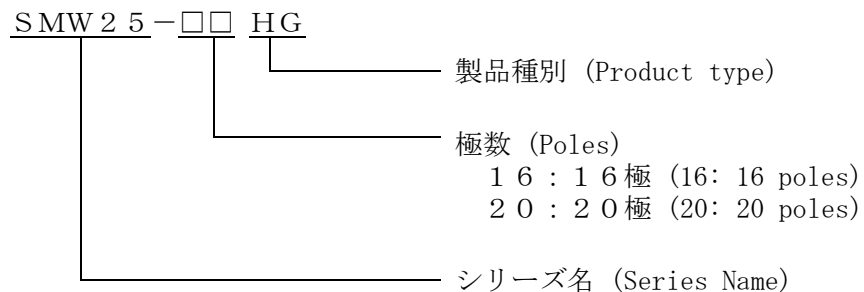 ＳＭＷ２５－□□ ＨＧ
製品種別 (Product type)
極数 (Poles)
１６：１６極 (16: 16 poles)
２０：２０極 (20: 20 poles)
シリーズ名 (Series Name)